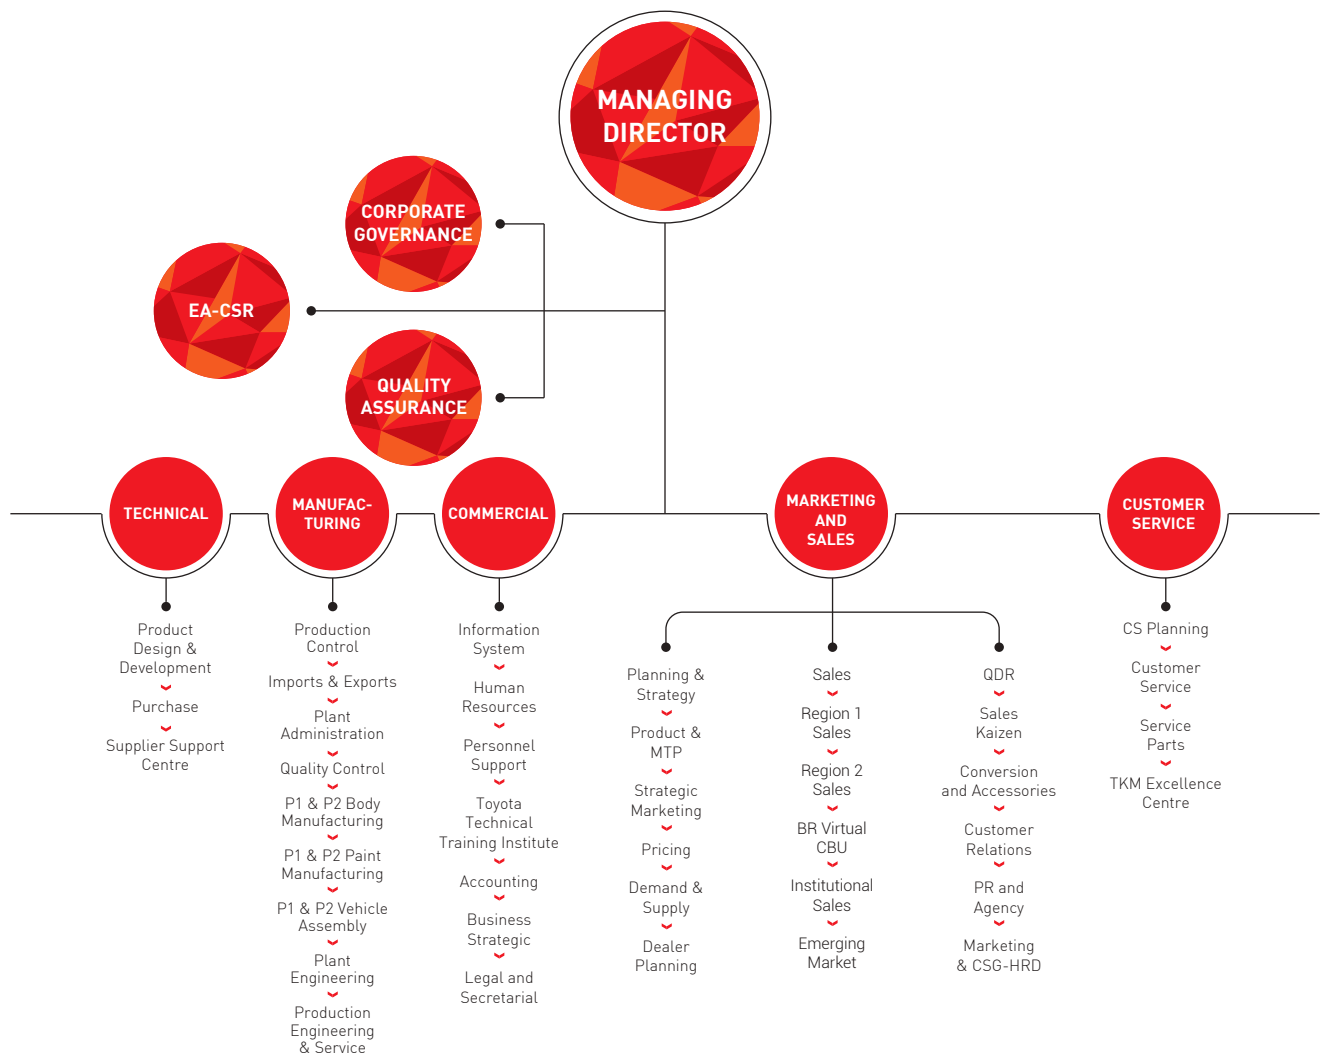 MANAGING
DIRECTOR
CORPORATE
GOVERNANCE
EA-CSR
QUALITY
ASSURANCE
TECHNICAL
MANUFAC-
TURING
COMMERCIAL
MARKETING
AND
SALES
CUSTOMER
SERVICE
Product
Design &
Development
Purchase
Supplier Support
Centre
Production
Control
Imports & Exports
Plant
Administration
Quality Control
P1 & P2 Body
Manufacturing
P1 & P2 Paint
Manufacturing
P1 & P2 Vehicle
Assembly
Plant
Engineering
Production
Engineering
& Service
Information
System
Human
Resources
Personnel
Support
Toyota
Technical
Training Institute
Accounting
Business
Strategic
Legal and
Secretarial
Planning &
Strategy
Product &
MTP
Strategic
Marketing
Pricing
Demand &
Supply
Dealer
Planning
Sales
Region 1
Sales
Region 2
Sales
BR Virtual
CBU
Institutional
Sales
Emerging
Market
QDR
Sales
Kaizen
Conversion
and Accessories
Customer
Relations
PR and
Agency
Marketing
& CSG-HRD
CS Planning
Customer
Service
Service
Parts
TKM Excellence
Centre